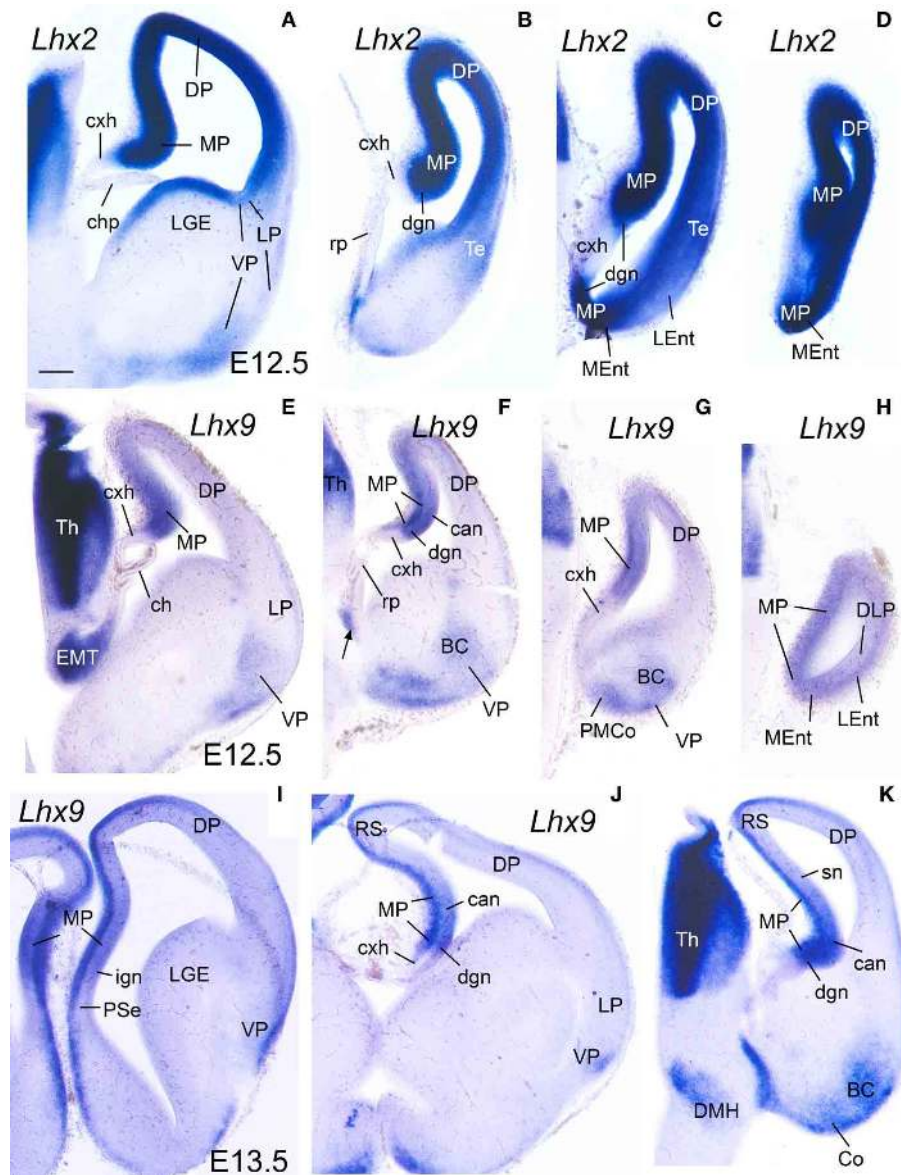 A
Lhx2
DP
cxh
MP
chp
LGE
LP
VP
E12.5
B
Lhx2
DP
cxh
MP
dgn
rp
Te
C
Lhx2
DP
MP
Te
cxh
dgn
MP
LEnt
MEnt
D
Lhx2
DP
MP
MP
MEnt
E
Lhx9
DP
cxh
Th
MP
ch
LP
EMT
VP
E12.5
F
Lhx9
Th
MP
DP
can
dgn
cxh
rp
BC
VP
G
Lhx9
DP
MP
cxh
BC
PMCo
VP
H
Lhx9
MP
DLP
LEnt
MEnt
I
Lhx9
DP
MP
ign
LGE
PSe
VP
E13.5
J
RS
Lhx9
DP
can
MP
cxh
dgn
LP
VP
K
RS
DP
sn
MP
Th
can
dgn
BC
DMH
Co